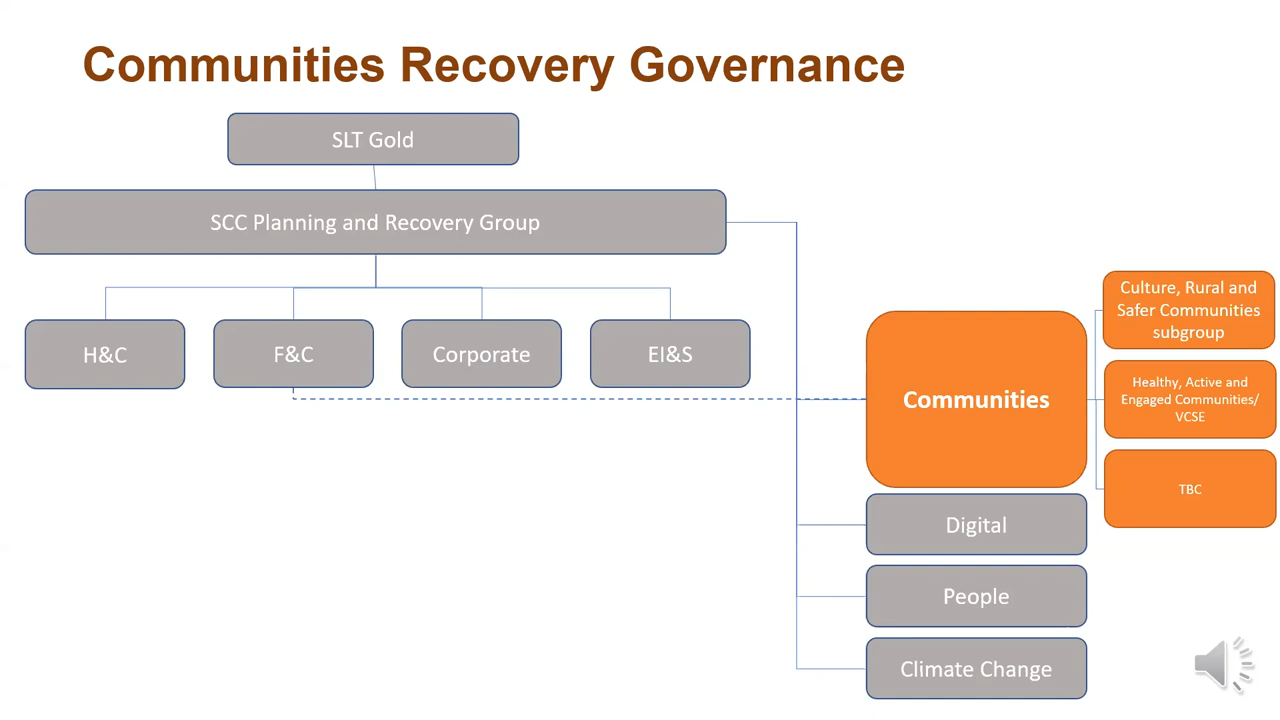 Communities Recovery Governance
SLT Gold
SCC Planning and Recovery Group
H&C
F&C
Corporate
EI&S
Communities
Culture, Rural and
Safer Communities
subgroup
Healthy, Active and
Engaged Communities/
VCSE
TBC
Digital
People
Climate Change